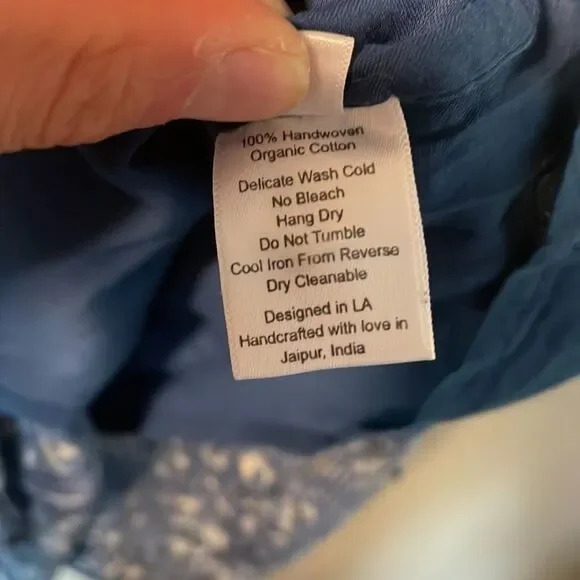 100% Handwoven
Organic Cotton
Delicate Wash Cold
No Bleach
Hang Dry
Do Not Tumble
Cool Iron From Reverse
Dry Cleanable
Designed in LA
Handcrafted with love in
Jaipur, India